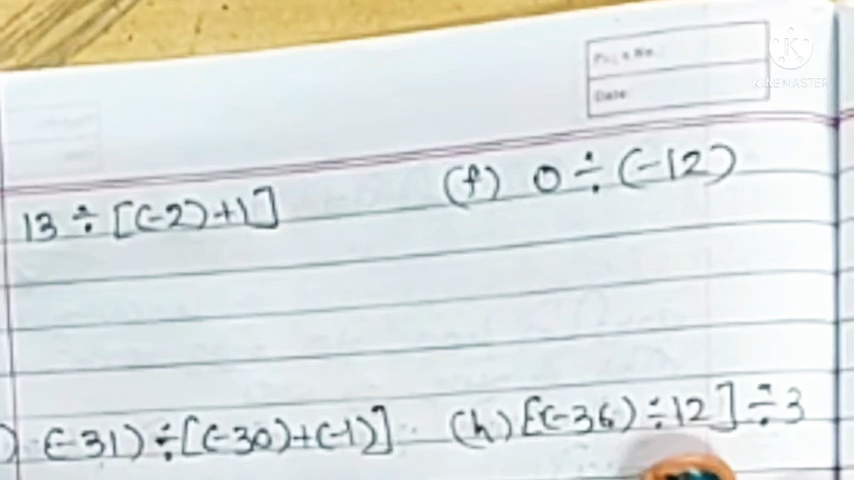 KINEMASTER
Date:
13 ÷ [(-2)+1]
(f) 0 ÷ (-12)
) (-31) ÷ [(-30)+(-1)]
(h) [(-36) ÷ 12] ÷ 3